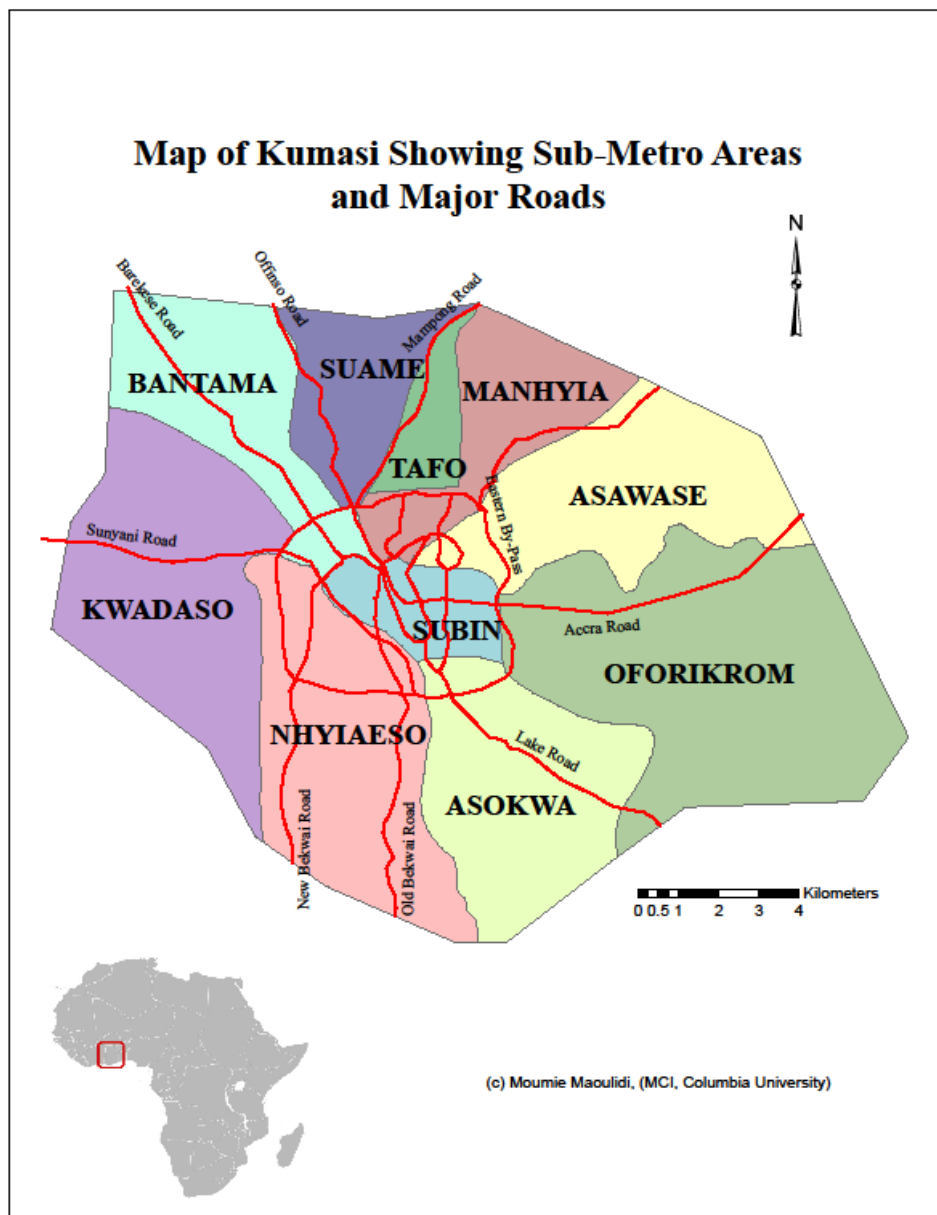 Map of Kumasi Showing Sub-Metro Areas
and Major Roads
N
Barekese Road
Offinso Road
Mampong Road
SUAME
BANTAMA
MANHYIA
TAFO
ASAWASE
Eastern By-Pass
Sunyani Road
KWADASO
SUBIN
Accra Road
OFORIKROM
NHYIAESO
Lake Road
ASOKWA
New Bekwai Road
Old Bekwai Road
Kilometers
0 0.5 1 2 3 4
(c) Moumie Maoulidi, (MCI, Columbia University)